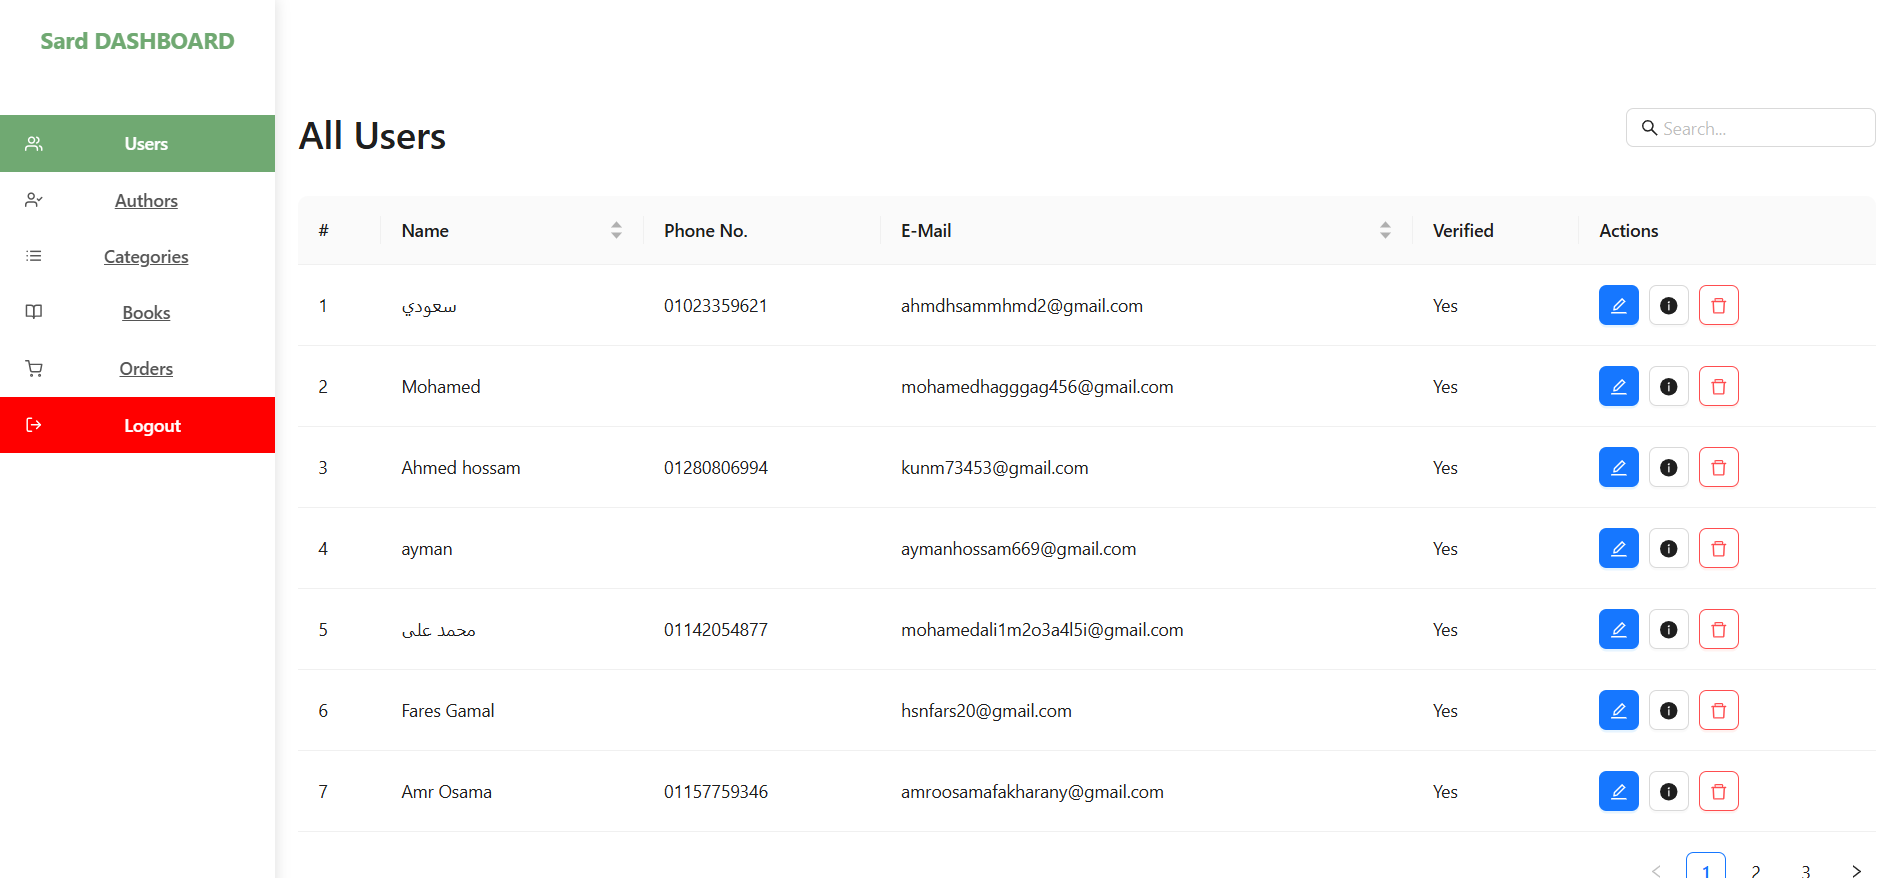 Sard DASHBOARD
Users
Authors
Categories
Books
Orders
Logout
All Users
Search...
# Name Phone No. E-Mail Verified Actions
1 سعودي 01023359621 ahmdhsammhmd2@gmail.com Yes
2 Mohamed mohamedhagggag456@gmail.com Yes
3 Ahmed hossam 01280806994 kunm73453@gmail.com Yes
4 ayman aymanhossam669@gmail.com Yes
5 محمد على 01142054877 mohamedali1m2o3a4l5i@gmail.com Yes
6 Fares Gamal hsnfars20@gmail.com Yes
7 Amr Osama 01157759346 amroosamafakharany@gmail.com Yes
1 2 3